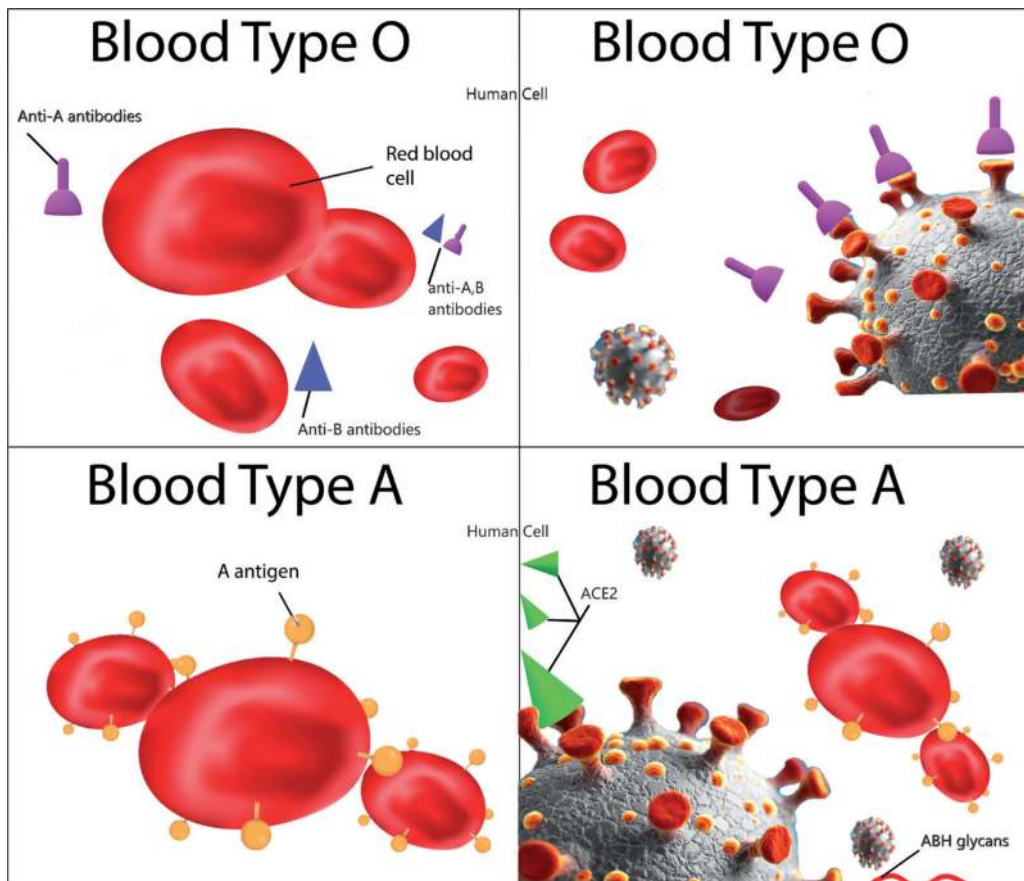 Blood Type O
Blood Type O
Human Cell
Anti-A antibodies
Red blood
cell
anti-A,B
antibodies
Anti-B antibodies
Blood Type A
Blood Type A
Human Cell
A antigen
ACE2
ABH glycans